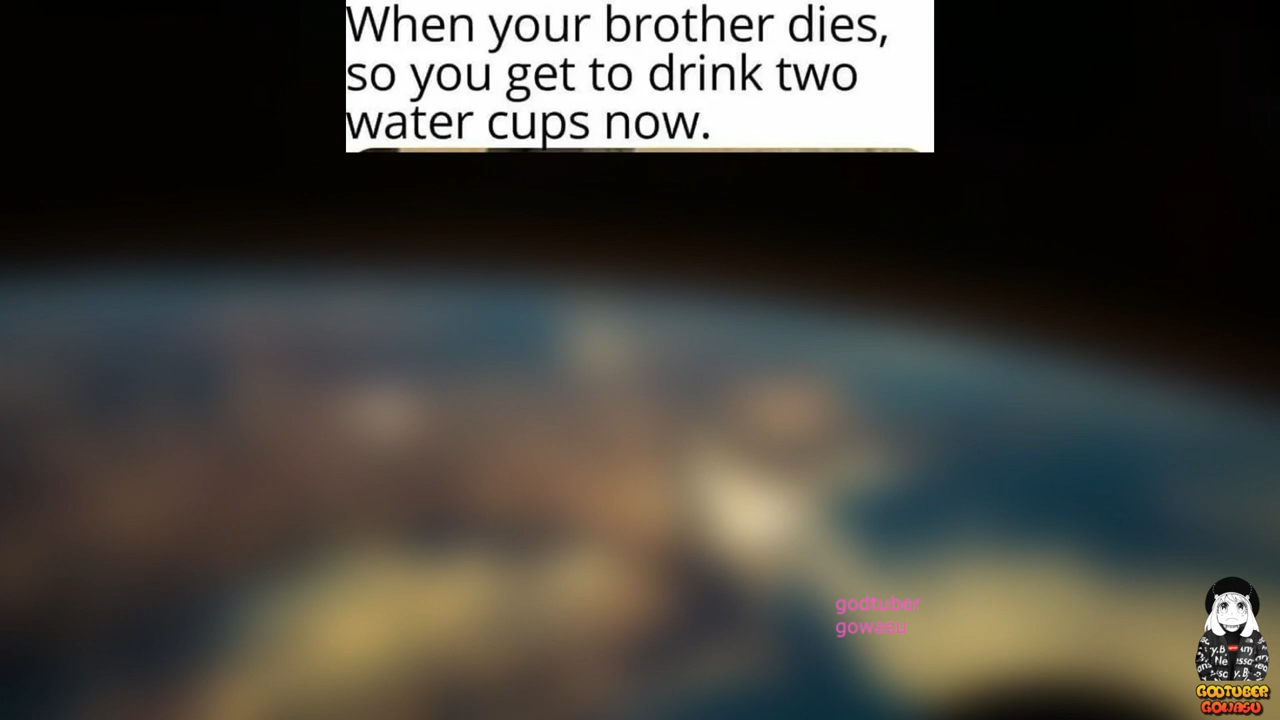 When your brother dies,
so you get to drink two
water cups now.
godtuber
gowasu
GODTUBER
GOWASU